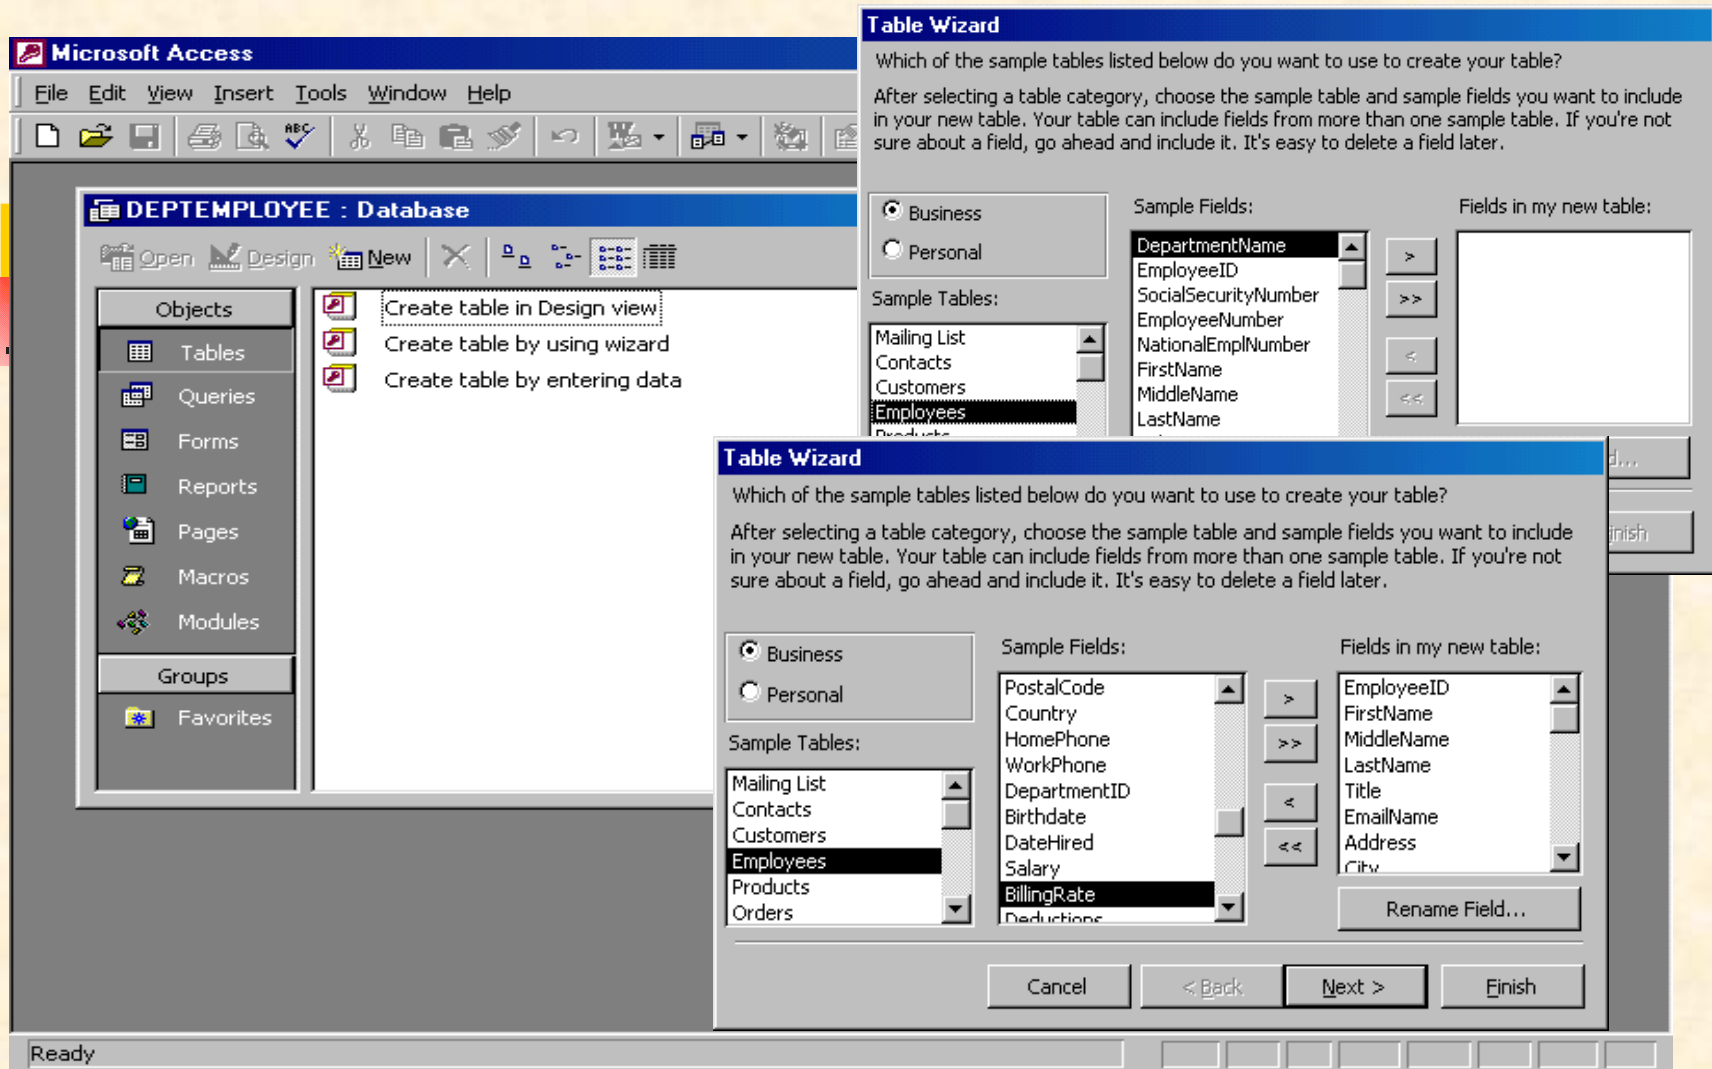 Microsoft Access
File Edit View Insert Tools Window Help
DEPTEMPLOYEE : Database
Open Design New
Objects
Tables
Queries
Forms
Reports
Pages
Macros
Modules
Groups
Favorites
Create table in Design view
Create table by using wizard
Create table by entering data
Ready
Table Wizard
Which of the sample tables listed below do you want to use to create your table?
After selecting a table category, choose the sample table and sample fields you want to include
in your new table. Your table can include fields from more than one sample table. If you're not
sure about a field, go ahead and include it. It's easy to delete a field later.
Business
Personal
Sample Tables:
Mailing List
Contacts
Customers
Employees
Products
Sample Fields:
DepartmentName
EmployeeID
SocialSecurityNumber
EmployeeNumber
NationalEmplNumber
FirstName
MiddleName
LastName
>
>>
<
<<
Fields in my new table:
Table Wizard
Which of the sample tables listed below do you want to use to create your table?
After selecting a table category, choose the sample table and sample fields you want to include
in your new table. Your table can include fields from more than one sample table. If you're not
sure about a field, go ahead and include it. It's easy to delete a field later.
Business
Personal
Sample Tables:
Mailing List
Contacts
Customers
Employees
Products
Orders
Sample Fields:
PostalCode
Country
HomePhone
WorkPhone
DepartmentID
Birthdate
DateHired
Salary
BillingRate
Deductions
>
>>
<
<<
Fields in my new table:
EmployeeID
FirstName
MiddleName
LastName
Title
EmailName
Address
City
Rename Field...
Cancel < Back Next > Finish